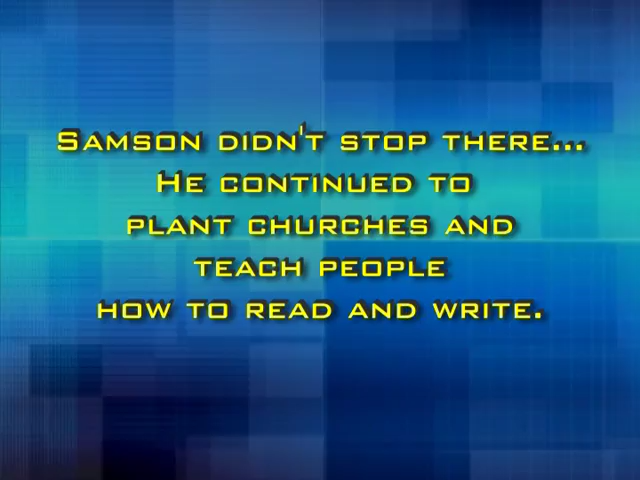 Samson didn't stop there...
He continued to
plant churches and
teach people
how to read and write.